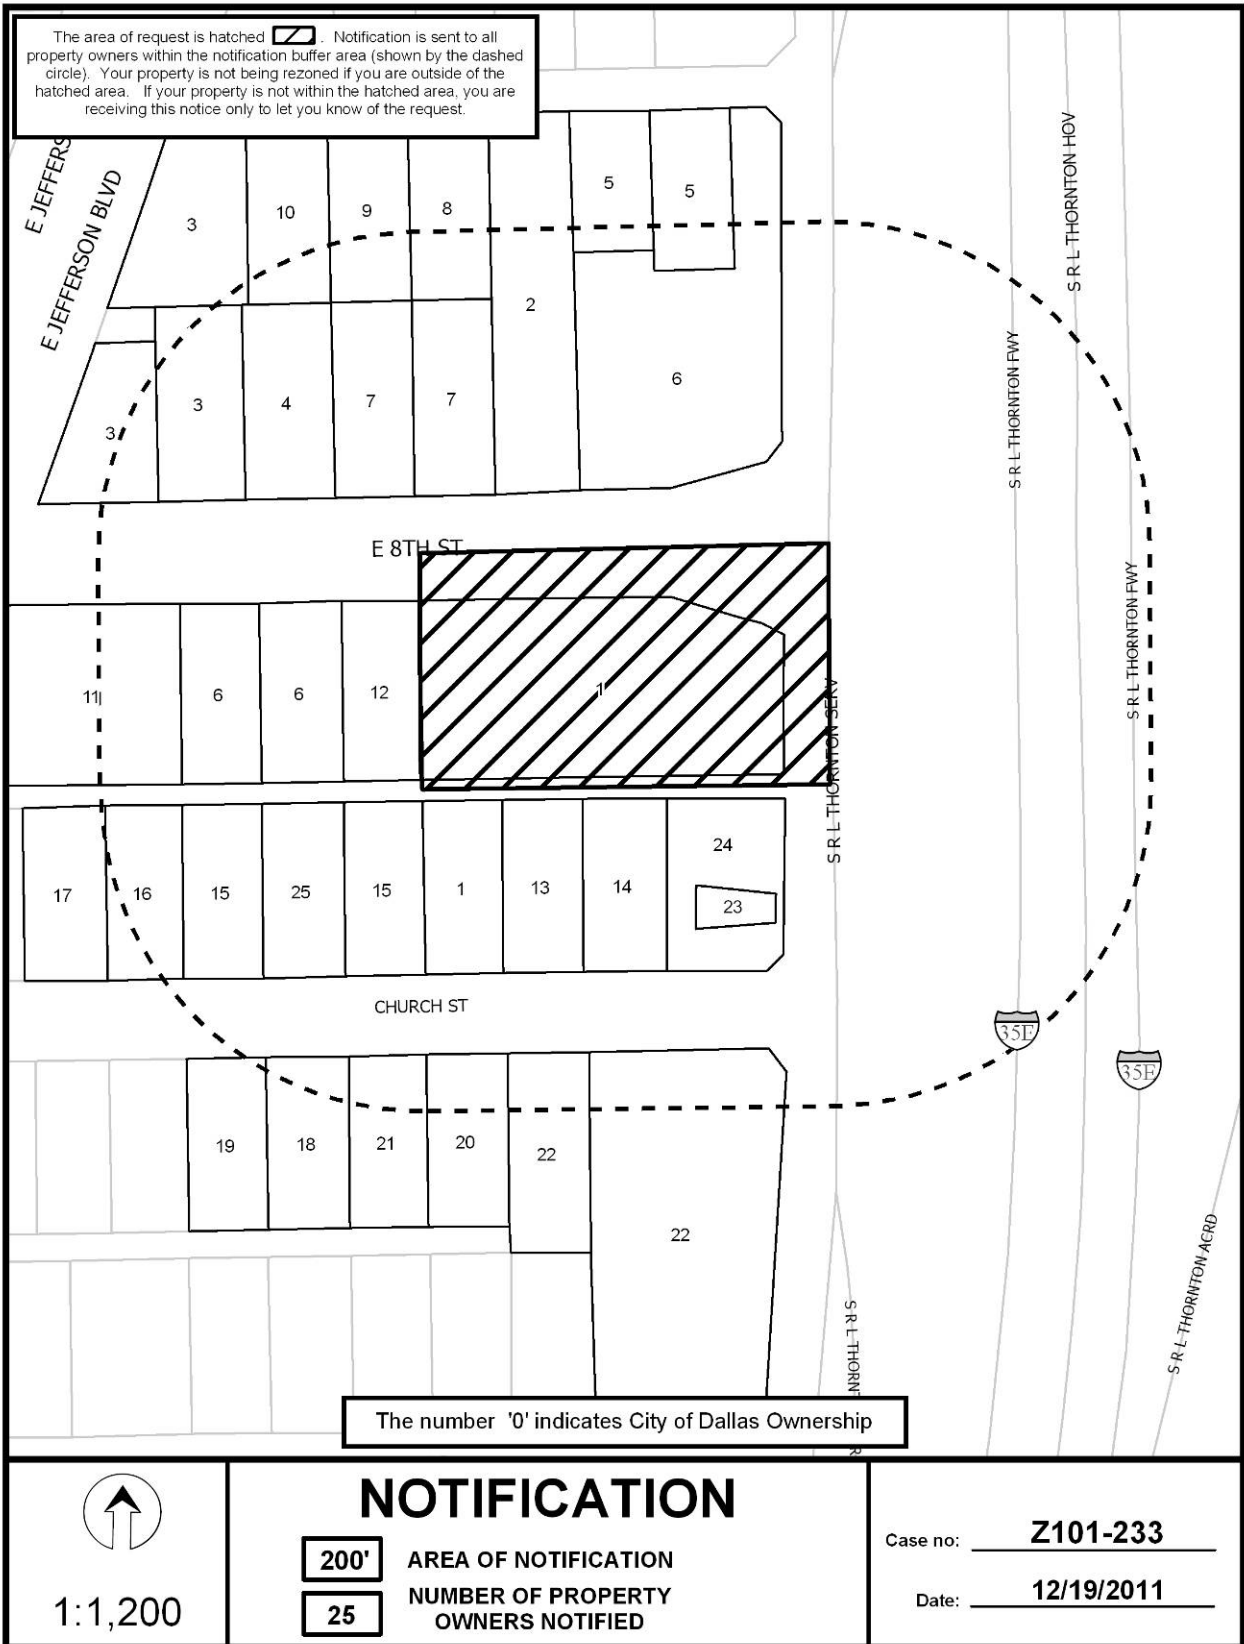 The area of request is hatched . Notification is sent to all
property owners within the notification buffer area (shown by the dashed
circle). Your property is not being rezoned if you are outside of the
hatched area. If your property is not within the hatched area, you are
receiving this notice only to let you know of the request.
E JEFFERS
E JEFFERSON BLVD
S R L THORNTON HOV
5
5
3
10
9
8
2
6
3
3
4
7
7
S R L THORNTON FWY
E 8TH ST
S R L THORNTON FWY
11
6
6
12
1
S R L THORNTON SERV
17
16
15
25
15
1
13
14
24
23
CHURCH ST
35E
35E
19
18
21
20
22
22
S R L THORNTON ACRD
S R L THORN
R
The number '0' indicates City of Dallas Ownership
1:1,200
NOTIFICATION
200' AREA OF NOTIFICATION
25 NUMBER OF PROPERTY
OWNERS NOTIFIED
Case no: Z101-233
Date: 12/19/2011